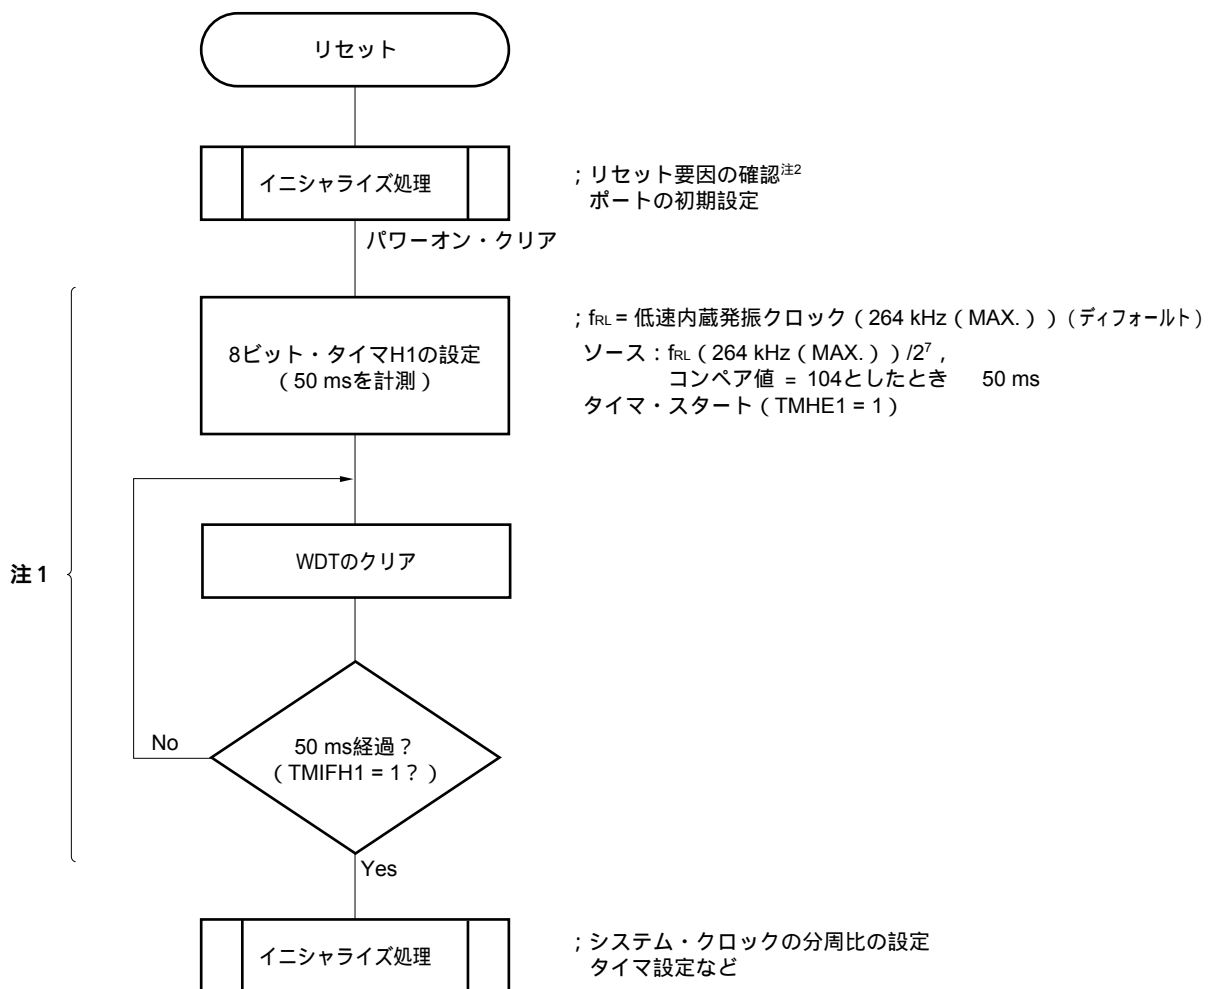 リセット
イニシャライズ処理
；リセット要因の確認注2
ポートの初期設定
パワーオン・クリア
8ビット・タイマH1の設定
（50 msを計測）
；fRL = 低速内蔵発振クロック（264 kHz（MAX.））（ディフォールト）
ソース：fRL（264 kHz（MAX.））/2⁷，
コンペア値 = 104としたとき　50 ms
タイマ・スタート（TMHE1 = 1）
注1
WDTのクリア
No
50 ms経過？
（TMIFH1 = 1？）
Yes
イニシャライズ処理
；システム・クロックの分周比の設定
タイマ設定など